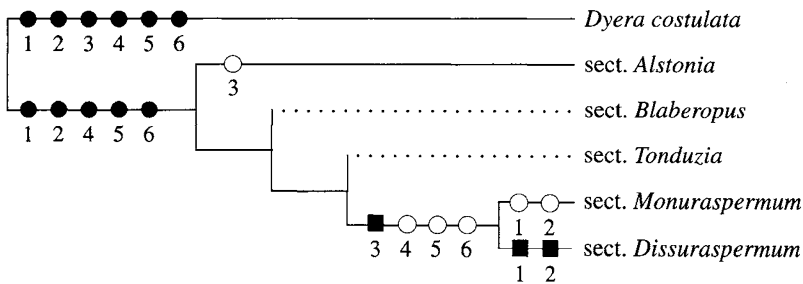 Dyera costulata
1 2 3 4 5 6
sect. Alstonia
3
sect. Blaberopus
1 2 4 5 6
sect. Tonduzia
sect. Monuraspermum
1 2
3 4 5 6
sect. Dissuraspermum
1 2